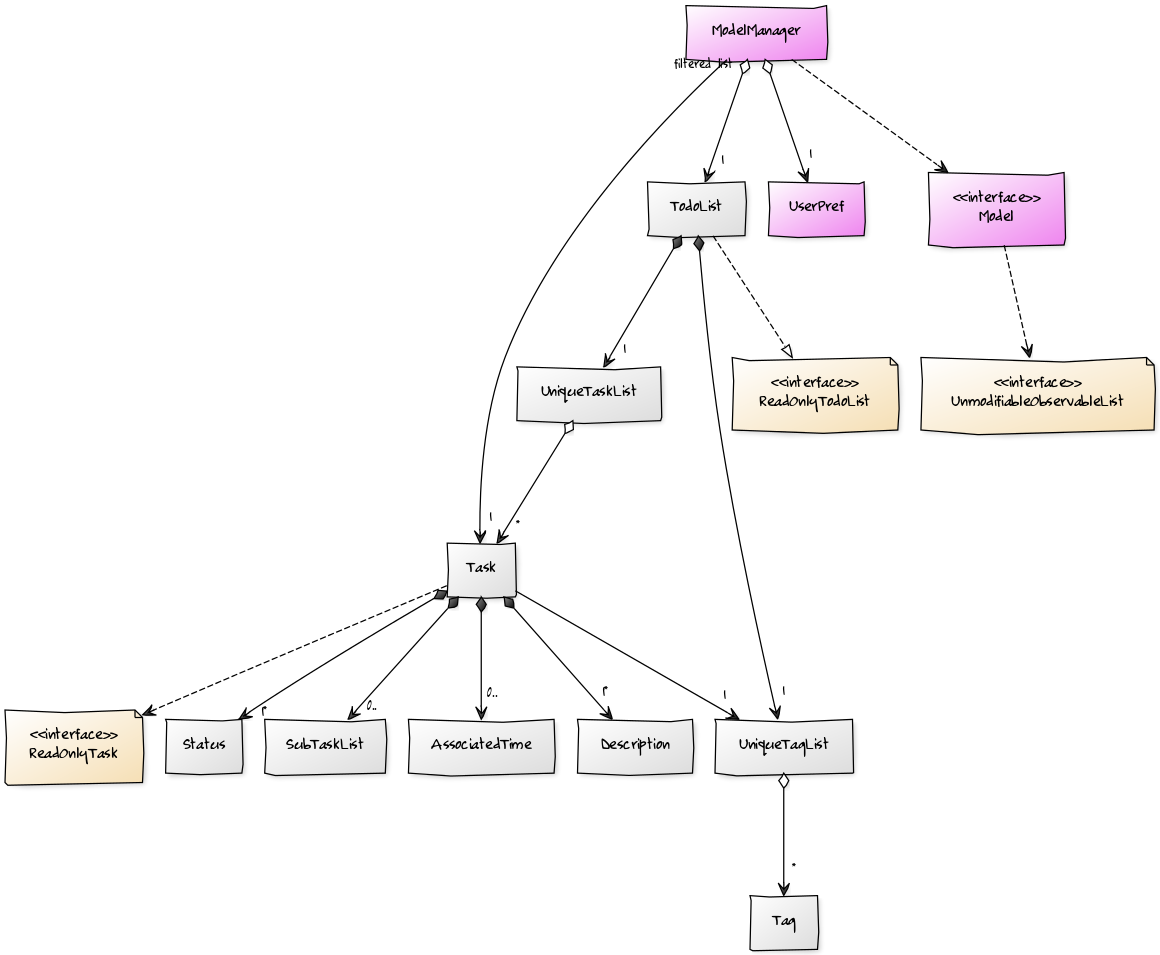 ModelManager
filtered list
1
1
TodoList
UserPref
<<interface>>
Model
1
<<interface>>
ReadOnlyTodoList
<<interface>>
UnmodifiableObservableList
UniqueTaskList
1
*
Task
0..
0..
1
1
<<interface>>
ReadOnlyTask
Status
SubTaskList
AssociatedTime
Description
UniqueTagList
*
Tag